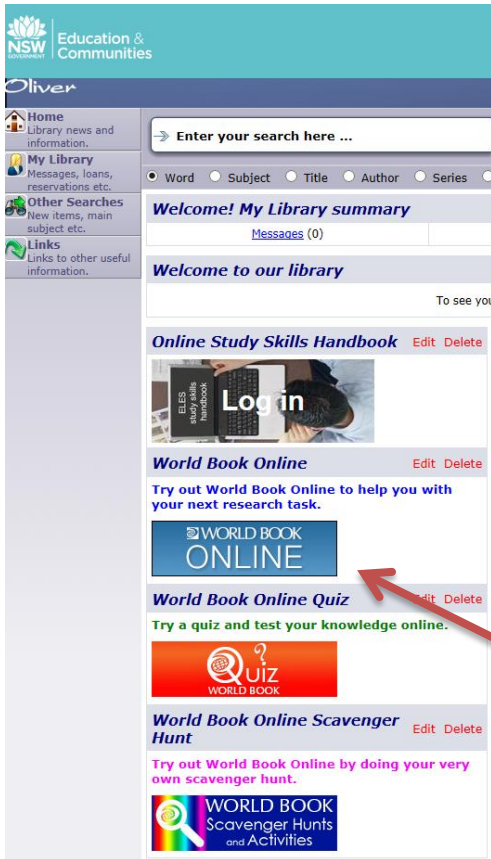 NSW
GOVERNMENT
Education &
Communities
Oliver
Home
Library news and
information.
My Library
Messages, loans,
reservations etc.
Other Searches
New items, main
subject etc.
Links
Links to other useful
information.
Enter your search here ...
Word Subject Title Author Series
Welcome! My Library summary
Messages (0)
Welcome to our library
To see you
Online Study Skills Handbook Edit Delete
ELES
study skills
handbook
Log in
World Book Online Edit Delete
Try out World Book Online to help you with
your next research task.
WORLD BOOK
ONLINE
World Book Online Quiz Edit Delete
Try a quiz and test your knowledge online.
QUIZ
WORLD BOOK
World Book Online Scavenger
Hunt
Edit Delete
Try out World Book Online by doing your very
own scavenger hunt.
WORLD BOOK
Scavenger Hunts
and Activities